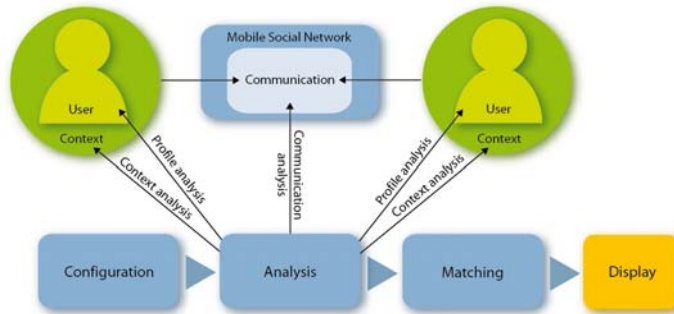 Mobile Social Network
Communication
User
Context
User
Context
Profile analysis
Context analysis
Communication
analysis
Profile analysis
Context analysis
Configuration
Analysis
Matching
Display